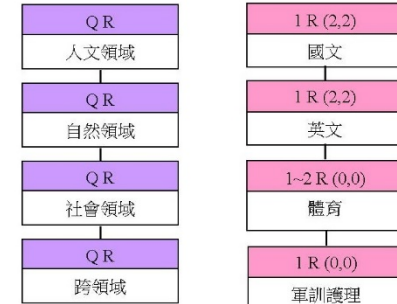 Q R
人文領域
Q R
自然領域
Q R
社會領域
Q R
跨領域
1 R (2,2)
國文
1 R (2,2)
英文
1~2 R (0,0)
體育
1 R (0,0)
軍訓護理